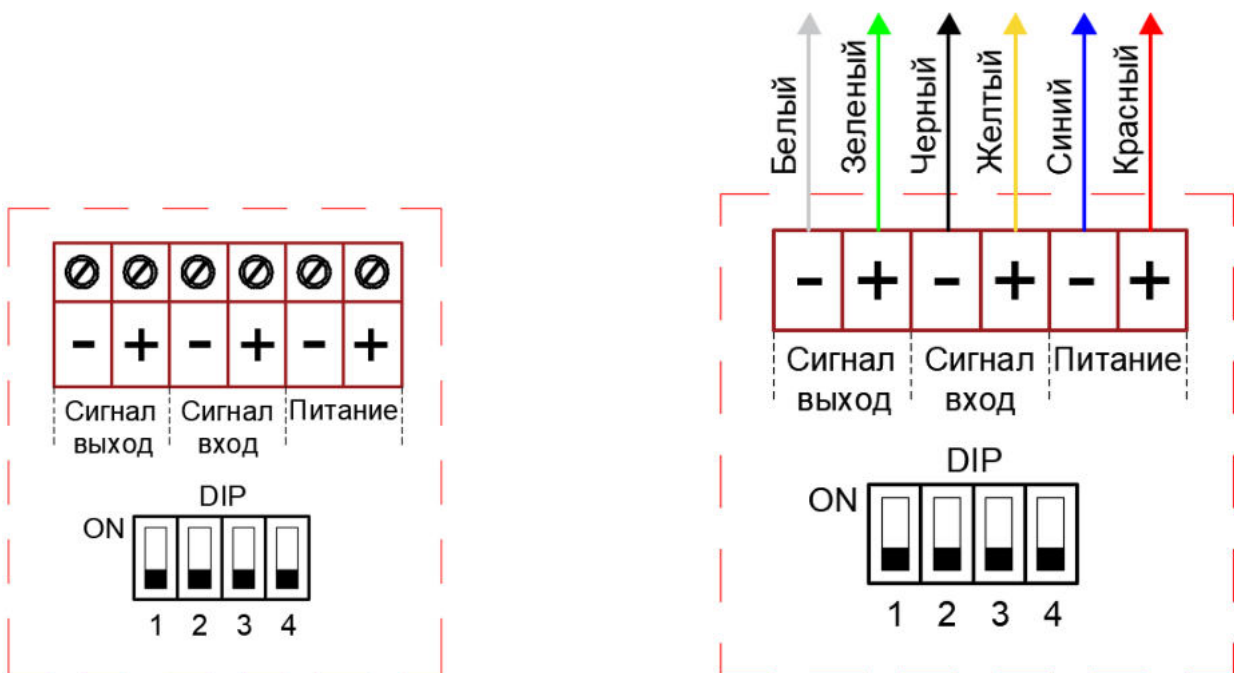 - + - + - +
Сигнал выход
Сигнал вход
Питание
DIP
ON
1 2 3 4
Белый
Зеленый
Черный
Желтый
Синий
Красный
- + - + - +
Сигнал выход
Сигнал вход
Питание
DIP
ON
1 2 3 4